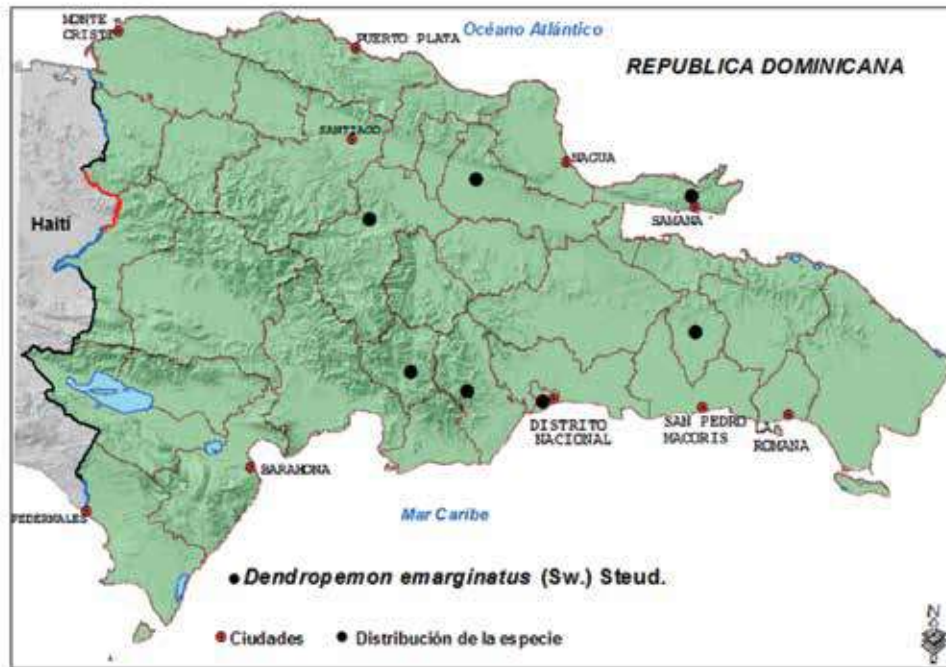 MONTE
CRISTI
PUERTO PLATA
Océano Atlántico
REPUBLICA DOMINICANA
SANTIAGO
NAGUA
SAMANA
Haití
DISTRITO
NACIONAL
SAN PEDRO
MACORIS
LA
ROMANA
BARAHONA
PEDERNALES
Mar Caribe
Dendropemon emarginatus (Sw.) Steud.
Ciudades
Distribución de la especie